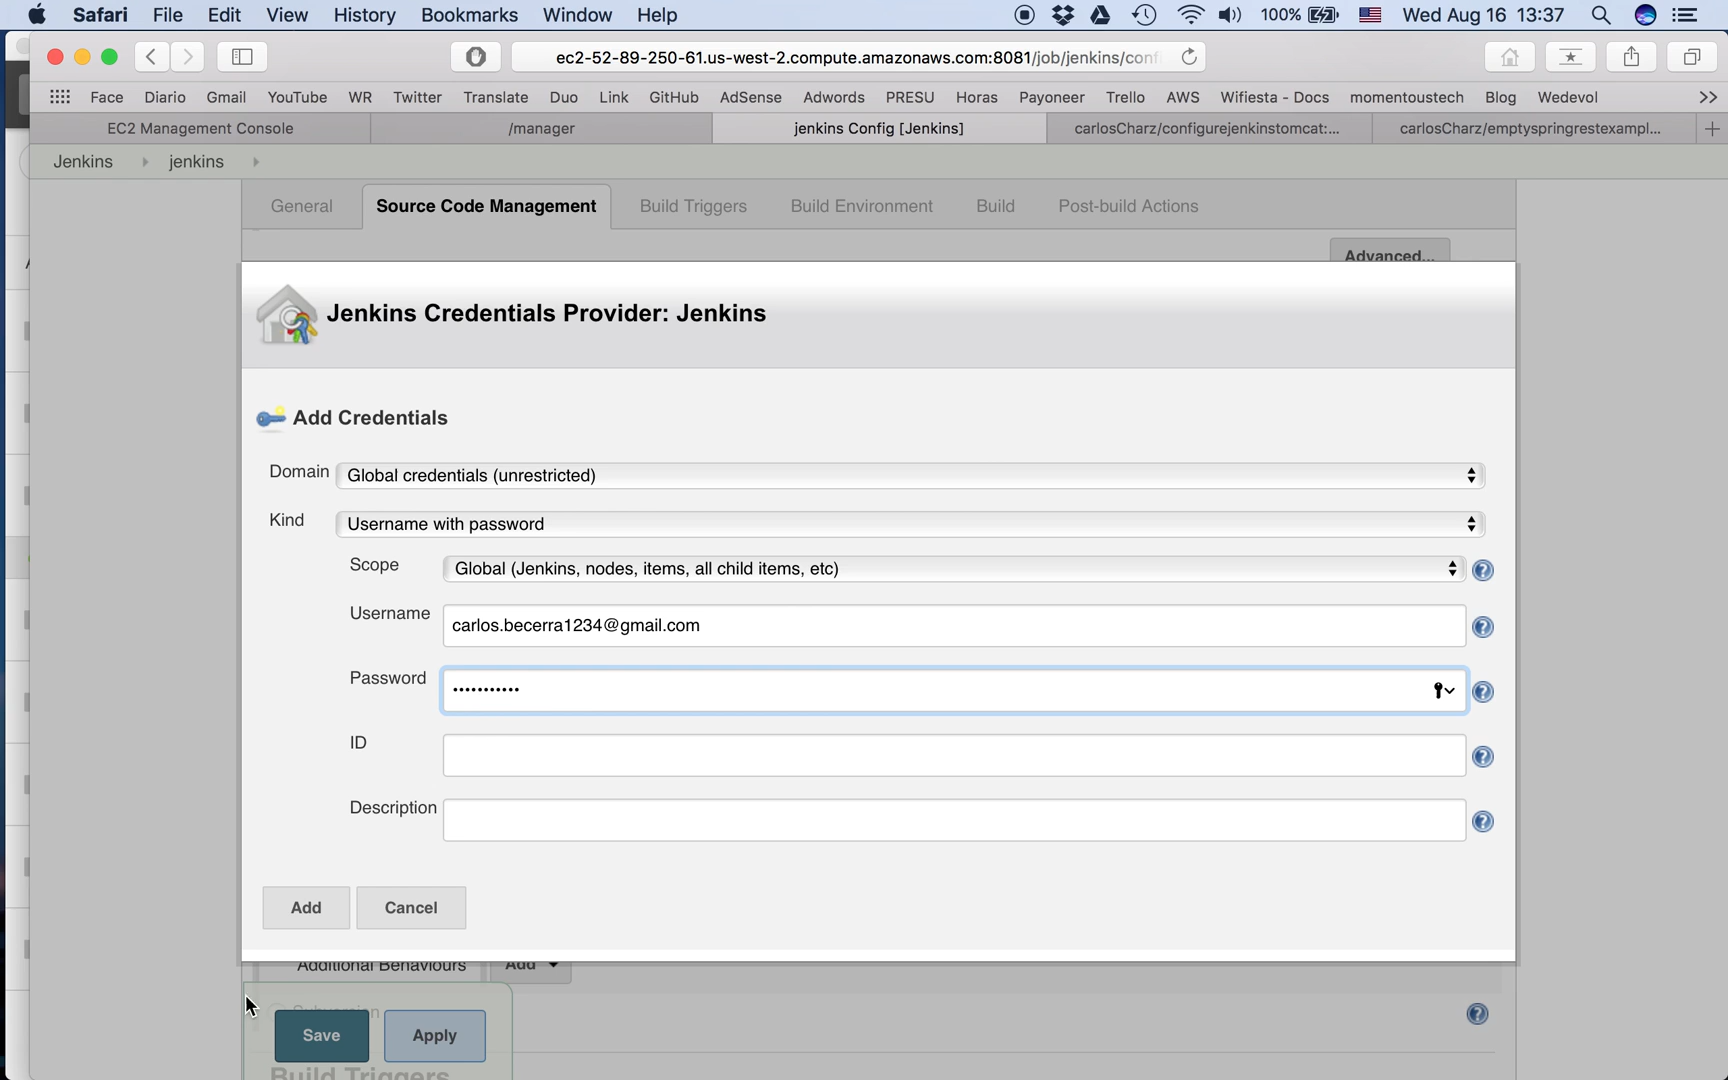 Safari File Edit View History Bookmarks Window Help 100% Wed Aug 16 13:37
ec2-52-89-250-61.us-west-2.compute.amazonaws.com:8081/job/jenkins/confi
Face Diario Gmail YouTube WR Twitter Translate Duo Link GitHub AdSense Adwords PRESU Horas Payoneer Trello AWS Wifiesta - Docs momentoustech Blog Wedevol >>
EC2 Management Console /manager jenkins Config [Jenkins] carlosCharz/configurejenkinstomcat:... carlosCharz/emptyspringrestexampl... +
Jenkins jenkins
General Source Code Management Build Triggers Build Environment Build Post-build Actions
Advanced...
Jenkins Credentials Provider: Jenkins
Add Credentials
Domain Global credentials (unrestricted)
Kind Username with password
Scope Global (Jenkins, nodes, items, all child items, etc)
Username carlos.becerra1234@gmail.com
Password •••••••••••
ID
Description
Add Cancel
Additional Behaviours Add
Subversion
Save Apply
Build Triggers